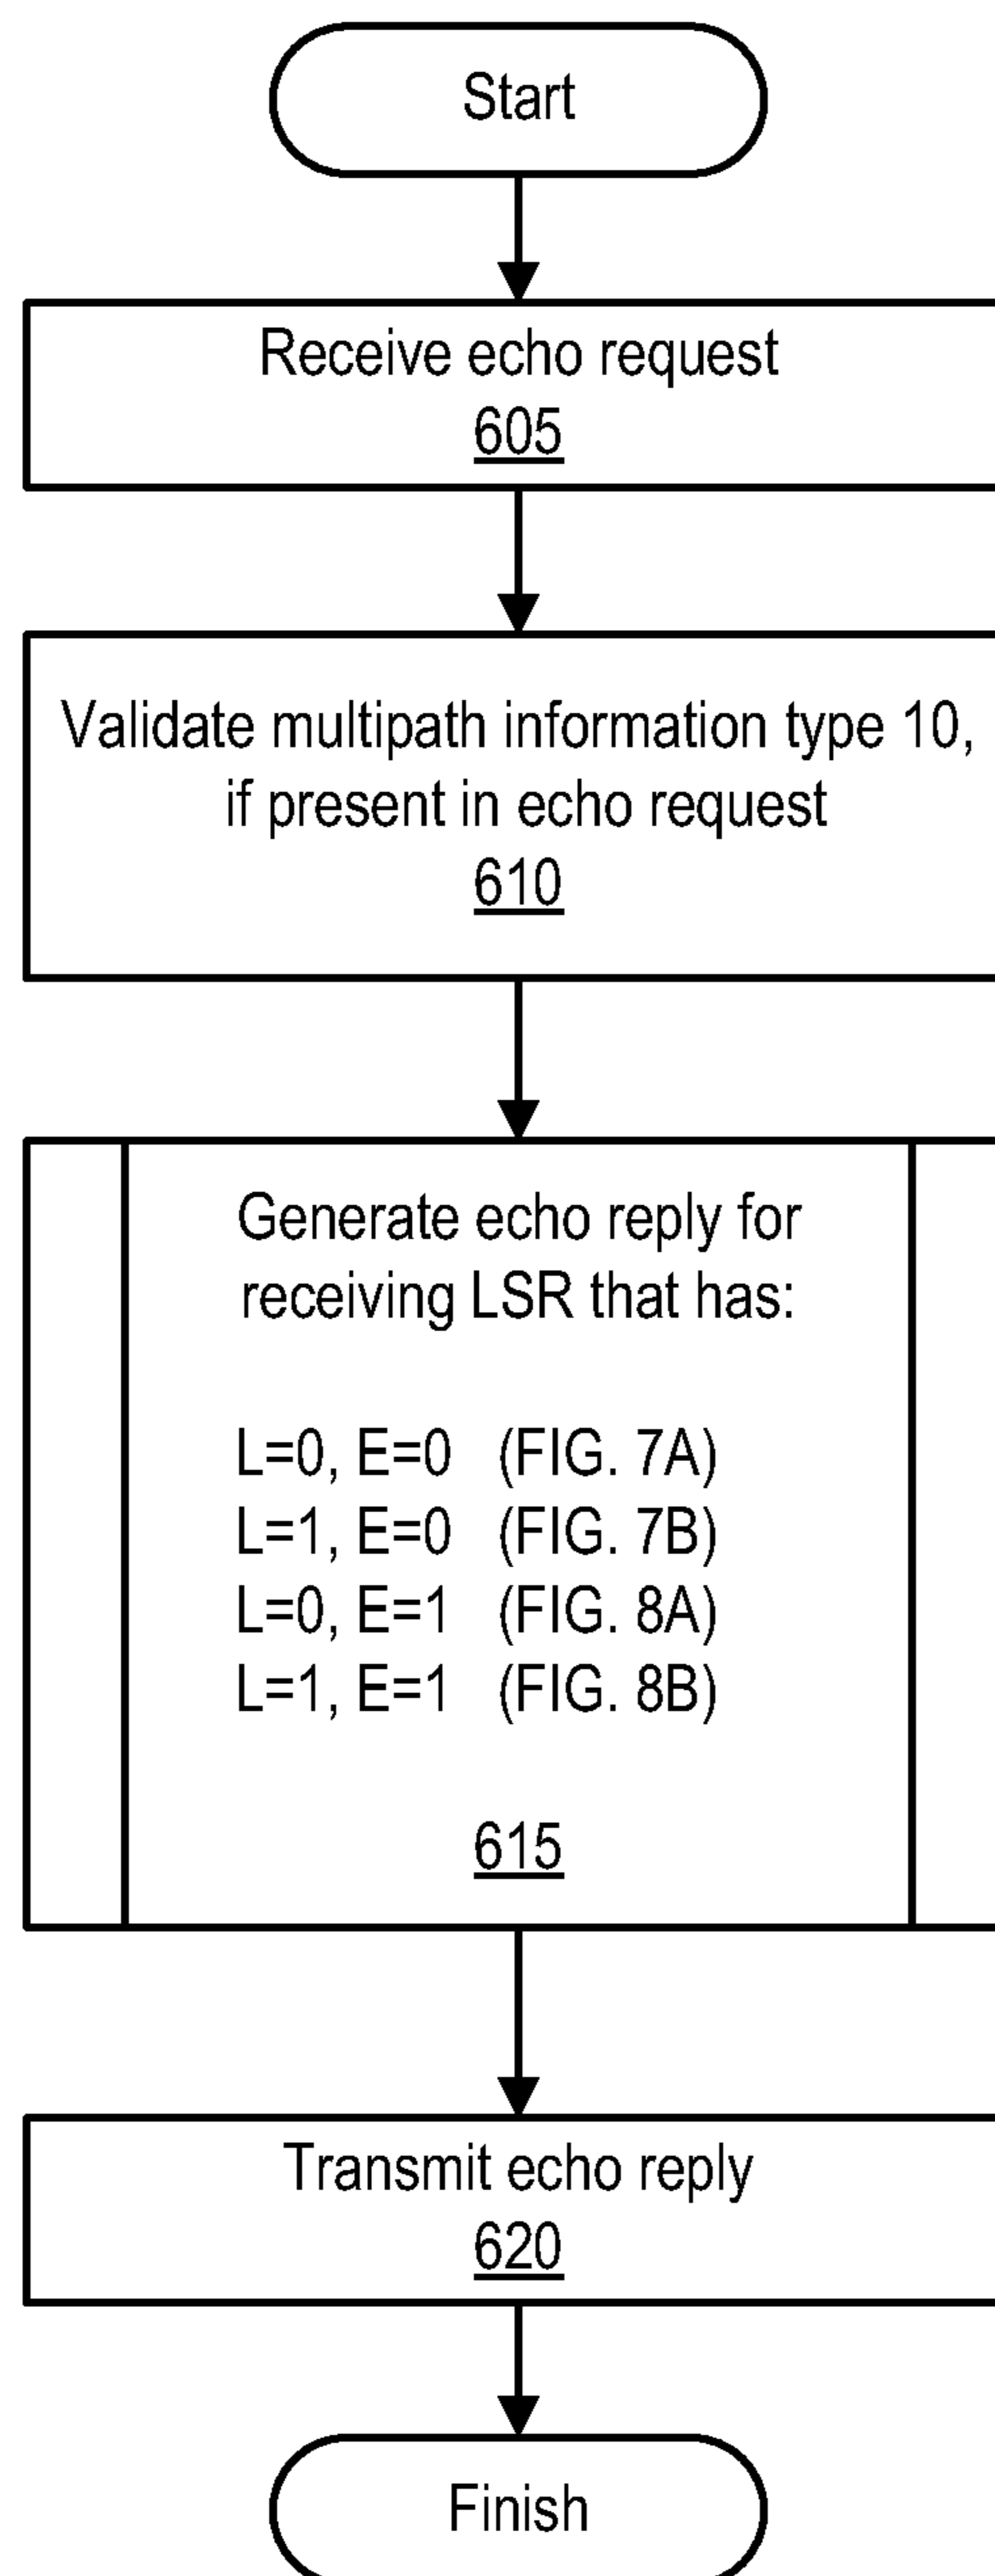 Start
Receive echo request
605
Validate multipath information type 10,
if present in echo request
610
Generate echo reply for
receiving LSR that has:
L=0, E=0 (FIG. 7A)
L=1, E=0 (FIG. 7B)
L=0, E=1 (FIG. 8A)
L=1, E=1 (FIG. 8B)
615
Transmit echo reply
620
Finish